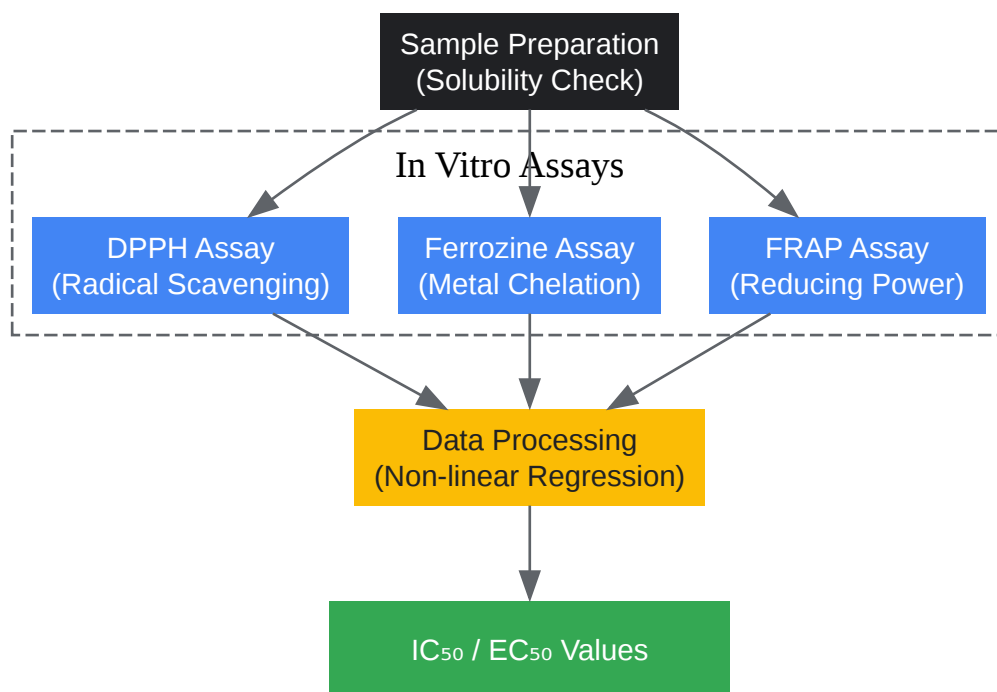 Sample Preparation
(Solubility Check)
In Vitro Assays
DPPH Assay
(Radical Scavenging)
Ferrozine Assay
(Metal Chelation)
FRAP Assay
(Reducing Power)
Data Processing
(Non-linear Regression)
IC₅₀ / EC₅₀ Values